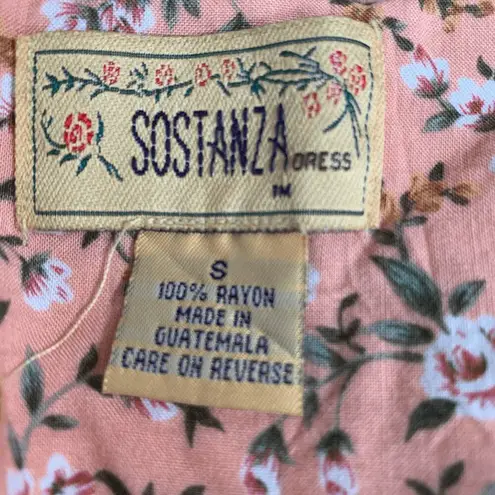 SOSTANZA DRESS
TM
S
100% RAYON
MADE IN
GUATEMALA
CARE ON REVERSE